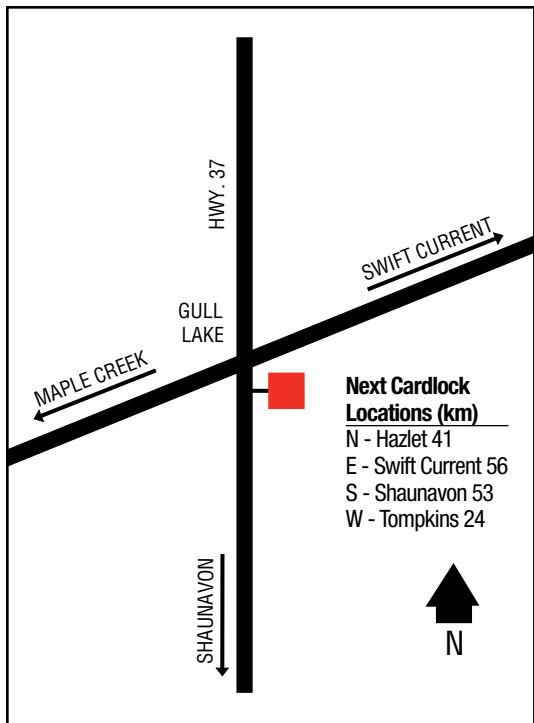 HWY. 37
SWIFT CURRENT
GULL
LAKE
MAPLE CREEK
Next Cardlock
Locations (km)
N - Hazlet 41
E - Swift Current 56
S - Shaunavon 53
W - Tompkins 24
SHAUNAVON
N